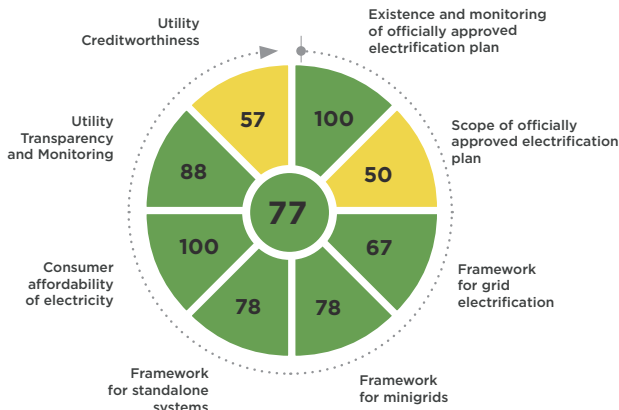 Existence and monitoring
of officially approved
electrification plan
100
Scope of officially
approved electrification
plan
50
Framework
for grid
electrification
67
Framework
for minigrids
78
Framework
for standalone
systems
78
Consumer
affordability
of electricity
100
Utility
Transparency
and Monitoring
88
Utility
Creditworthiness
57
77